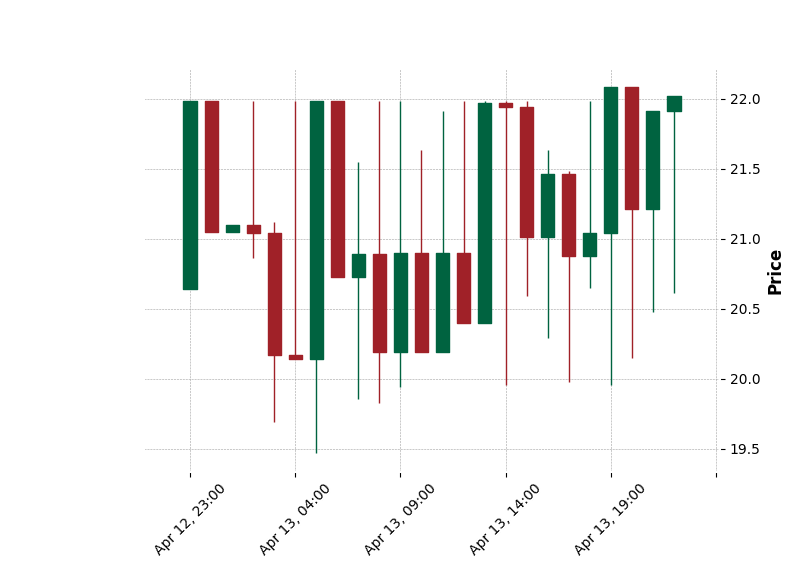 22.0
21.5
21.0
20.5
20.0
19.5
Price
Apr 12, 23:00
Apr 13, 04:00
Apr 13, 09:00
Apr 13, 14:00
Apr 13, 19:00